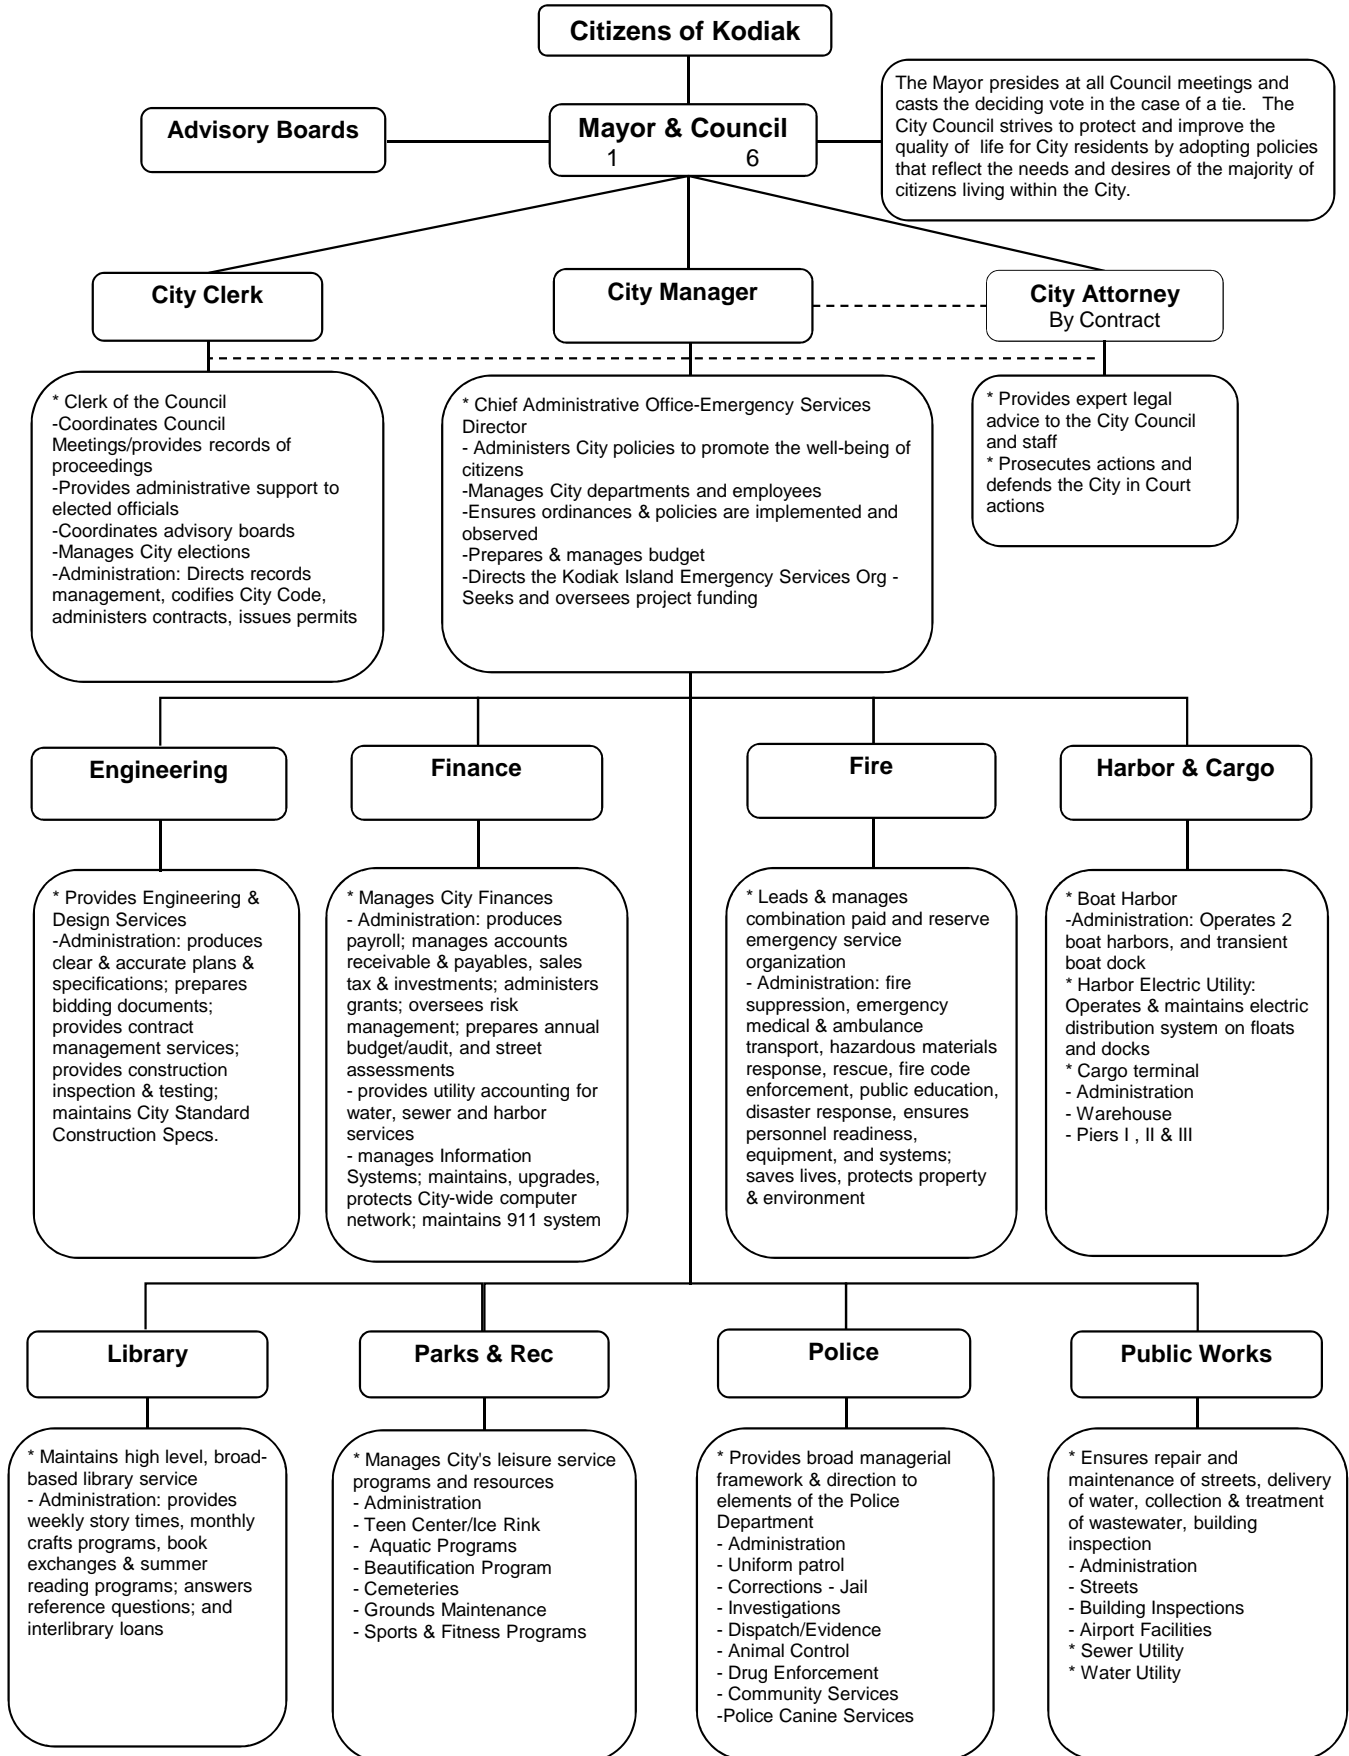 Citizens of Kodiak
Advisory Boards
Mayor & Council
1 6
The Mayor presides at all Council meetings and
casts the deciding vote in the case of a tie. The
City Council strives to protect and improve the
quality of life for City residents by adopting policies
that reflect the needs and desires of the majority of
citizens living within the City.
City Clerk
City Manager
City Attorney
By Contract
* Clerk of the Council
-Coordinates Council
Meetings/provides records of
proceedings
-Provides administrative support to
elected officials
-Coordinates advisory boards
-Manages City elections
-Administration: Directs records
management, codifies City Code,
administers contracts, issues permits
* Chief Administrative Office-Emergency Services
Director
- Administers City policies to promote the well-being of
citizens
-Manages City departments and employees
-Ensures ordinances & policies are implemented and
observed
-Prepares & manages budget
-Directs the Kodiak Island Emergency Services Org -
Seeks and oversees project funding
* Provides expert legal
advice to the City Council
and staff
* Prosecutes actions and
defends the City in Court
actions
Engineering
Finance
Fire
Harbor & Cargo
* Provides Engineering &
Design Services
-Administration: produces
clear & accurate plans &
specifications; prepares
bidding documents;
provides contract
management services;
provides construction
inspection & testing;
maintains City Standard
Construction Specs.
* Manages City Finances
- Administration: produces
payroll; manages accounts
receivable & payables, sales
tax & investments; administers
grants; oversees risk
management; prepares annual
budget/audit, and street
assessments
- provides utility accounting for
water, sewer and harbor
services
- manages Information
Systems; maintains, upgrades,
protects City-wide computer
network; maintains 911 system
* Leads & manages
combination paid and reserve
emergency service
organization
- Administration: fire
suppression, emergency
medical & ambulance
transport, hazardous materials
response, rescue, fire code
enforcement, public education,
disaster response, ensures
personnel readiness,
equipment, and systems;
saves lives, protects property
& environment
* Boat Harbor
-Administration: Operates 2
boat harbors, and transient
boat dock
* Harbor Electric Utility:
Operates & maintains electric
distribution system on floats
and docks
* Cargo terminal
- Administration
- Warehouse
- Piers I , II & III
Library
Parks & Rec
Police
Public Works
* Maintains high level, broad-
based library service
- Administration: provides
weekly story times, monthly
crafts programs, book
exchanges & summer
reading programs; answers
reference questions; and
interlibrary loans
* Manages City's leisure service
programs and resources
- Administration
- Teen Center/Ice Rink
- Aquatic Programs
- Beautification Program
- Cemeteries
- Grounds Maintenance
- Sports & Fitness Programs
* Provides broad managerial
framework & direction to
elements of the Police
Department
- Administration
- Uniform patrol
- Corrections - Jail
- Investigations
- Dispatch/Evidence
- Animal Control
- Drug Enforcement
- Community Services
-Police Canine Services
* Ensures repair and
maintenance of streets, delivery
of water, collection & treatment
of wastewater, building
inspection
- Administration
- Streets
- Building Inspections
- Airport Facilities
* Sewer Utility
* Water Utility